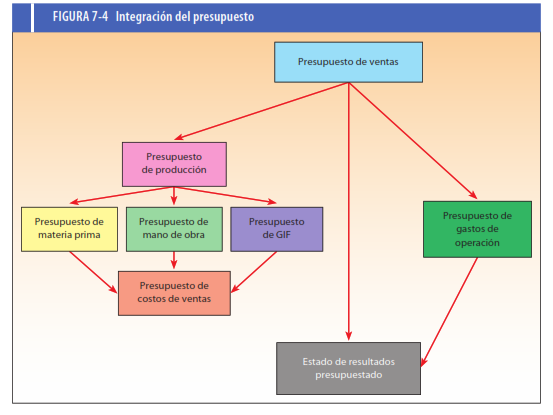 FIGURA 7-4 Integración del presupuesto
Presupuesto de ventas
Presupuesto
de producción
Presupuesto de
materia prima
Presupuesto de
mano de obra
Presupuesto
de GIF
Presupuesto de
gastos de
operación
Presupuesto de
costos de ventas
Estado de resultados
presupuestado